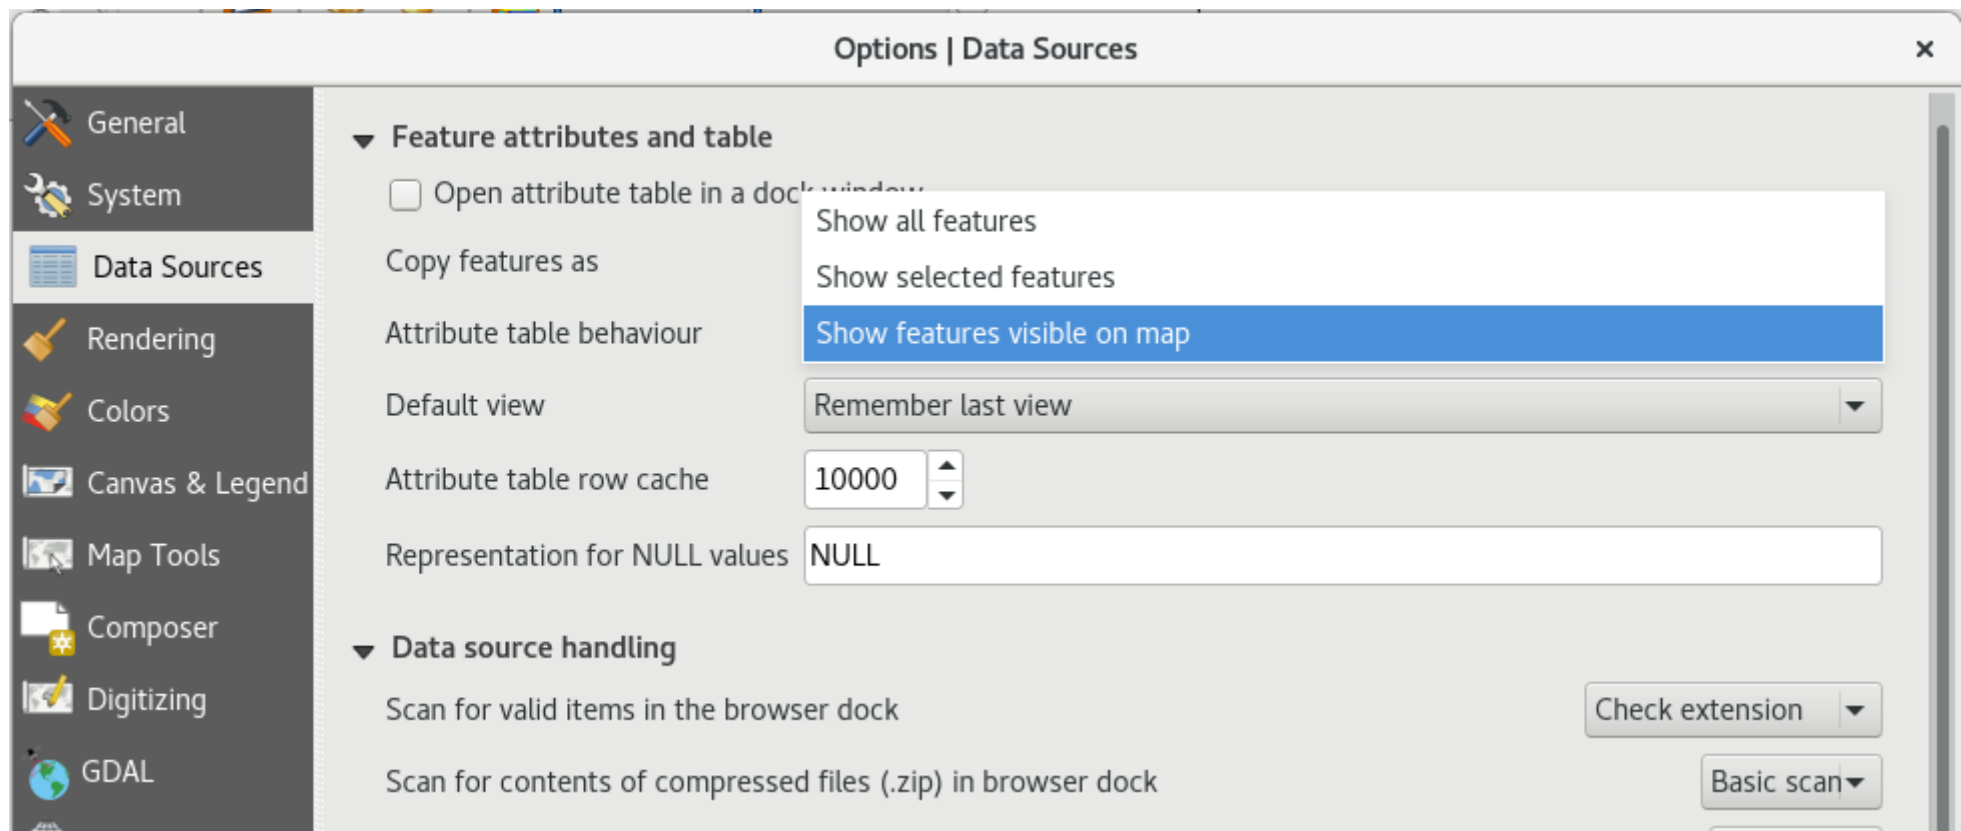 Options | Data Sources
General
System
Data Sources
Rendering
Colors
Canvas & Legend
Map Tools
Composer
Digitizing
GDAL
Feature attributes and table
Open attribute table in a dock window
Copy features as
Show all features
Show selected features
Attribute table behaviour
Show features visible on map
Default view
Remember last view
Attribute table row cache
10000
Representation for NULL values
NULL
Data source handling
Scan for valid items in the browser dock
Check extension
Scan for contents of compressed files (.zip) in browser dock
Basic scan